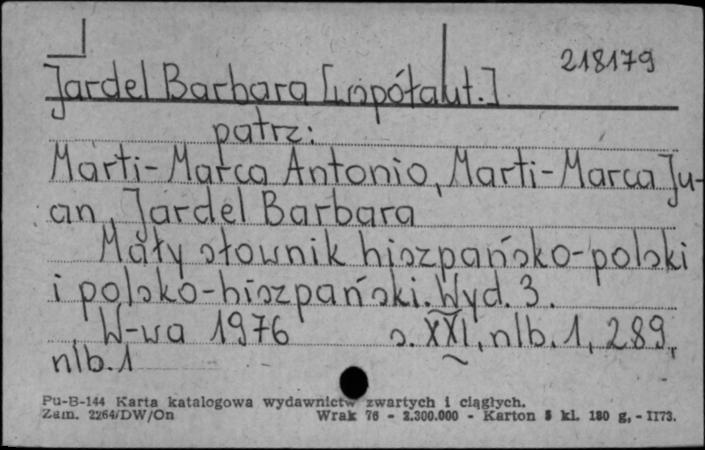 218179
Jardel Barbara [współaut.]
patrz:
Marti-Marca Antonio, Marti-Marca Ju-
an, Jardel Barbara
Mały słownik hiszpańsko-polski
i polsko-hiszpański. Wyd. 3.
W-wa 1976 s. XXI, nlb. 1, 289,
nlb. 1
Pu-B-144 Karta katalogowa wydawnictw zwartych i ciągłych.
Zam. 2264/DW/On Wrak 76 - 2.300.000 - Karton kl. 180 g, - II73.